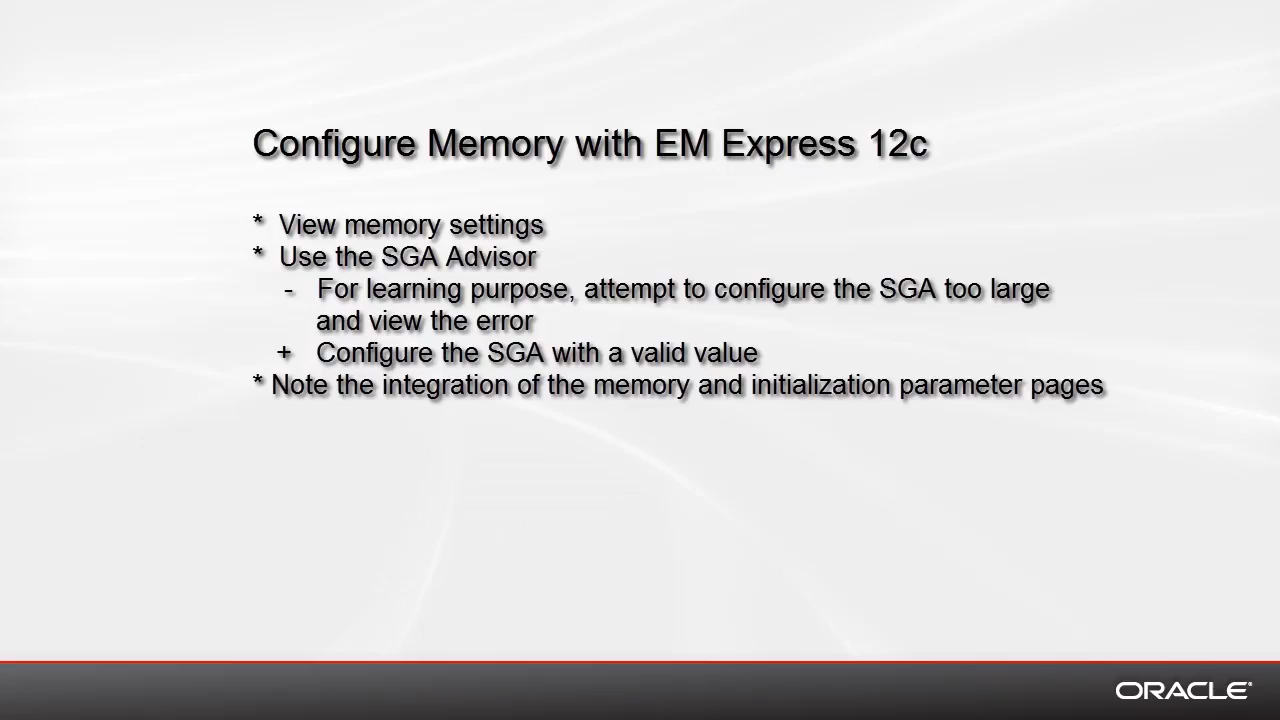 Configure Memory with EM Express 12c
* View memory settings
* Use the SGA Advisor
- For learning purpose, attempt to configure the SGA too large
and view the error
+ Configure the SGA with a valid value
* Note the integration of the memory and initialization parameter pages
ORACLE®